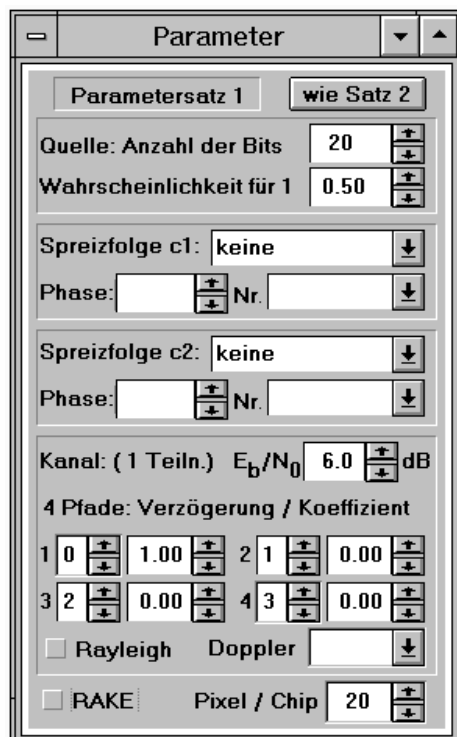 Parameter
Parametersatz 1 wie Satz 2
Quelle: Anzahl der Bits 20
Wahrscheinlichkeit für 1 0.50
Spreizfolge c1: keine
Phase: Nr.
Spreizfolge c2: keine
Phase: Nr.
Kanal: ( 1 Teiln.) Eb/N0 6.0 dB
4 Pfade: Verzögerung / Koeffizient
1 0 1.00 2 1 0.00
3 2 0.00 4 3 0.00
Rayleigh Doppler
RAKE Pixel / Chip 20